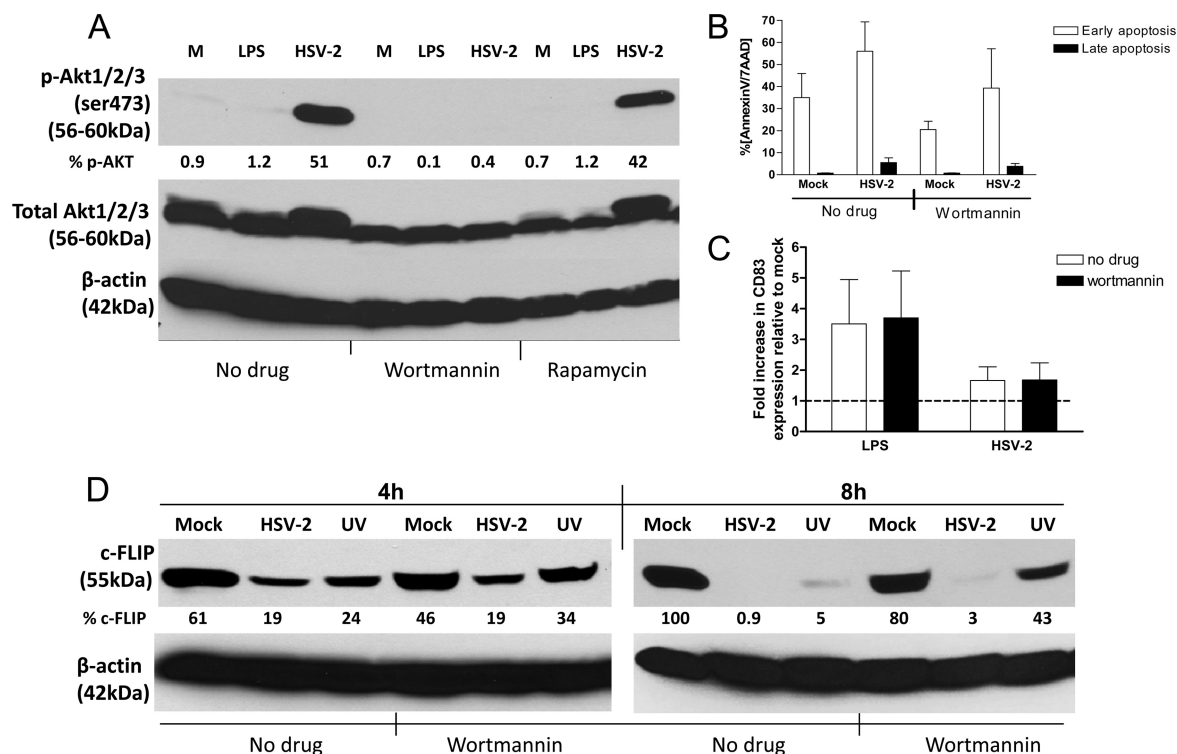 A
M LPS HSV-2 M LPS HSV-2 M LPS HSV-2
p-Akt1/2/3
(ser473)
(56-60kDa)
% p-AKT 0.9 1.2 51 0.7 0.1 0.4 0.7 1.2 42
Total Akt1/2/3
(56-60kDa)
β-actin
(42kDa)
No drug Wortmannin Rapamycin
B
%[AnnexinV/7AAD]
70
60
50
40
30
20
10
0
Mock HSV-2 Mock HSV-2
No drug Wortmannin
Early apoptosis
Late apoptosis
C
Fold increase in CD83
expression relative to mock
6
5
4
3
2
1
0
LPS HSV-2
no drug
wortmannin
D
4h 8h
Mock HSV-2 UV Mock HSV-2 UV Mock HSV-2 UV Mock HSV-2 UV
c-FLIP
(55kDa)
% c-FLIP 61 19 24 46 19 34 100 0.9 5 80 3 43
β-actin
(42kDa)
No drug Wortmannin No drug Wortmannin